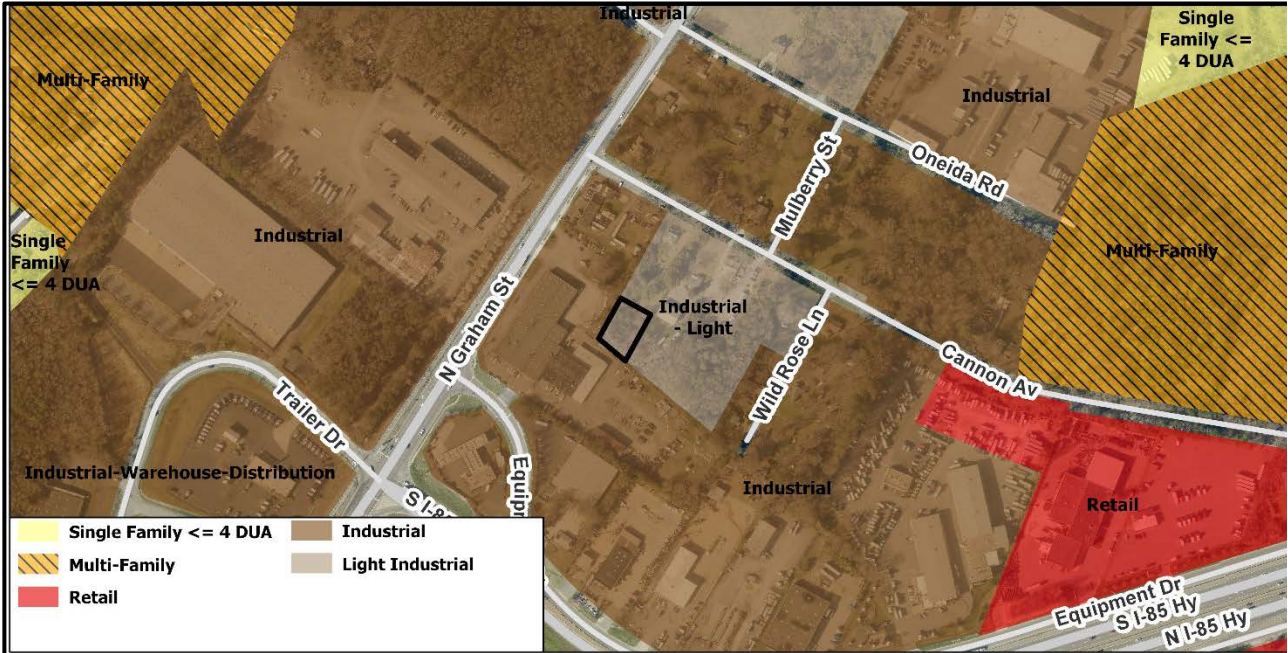 Industrial
Single
Family <=
4 DUA
Multi-Family
Industrial
Oneida Rd
Mulberry St
Industrial
Single
Family
<= 4 DUA
Multi-Family
N Graham St
Industrial
- Light
Wild Rose Ln
Cannon Av
Trailer Dr
Industrial-Warehouse-Distribution
Industrial
Retail
S I-85
Equipm
Single Family <= 4 DUA
Multi-Family
Retail
Industrial
Light Industrial
Equipment Dr
S I-85 Hy
N I-85 Hy